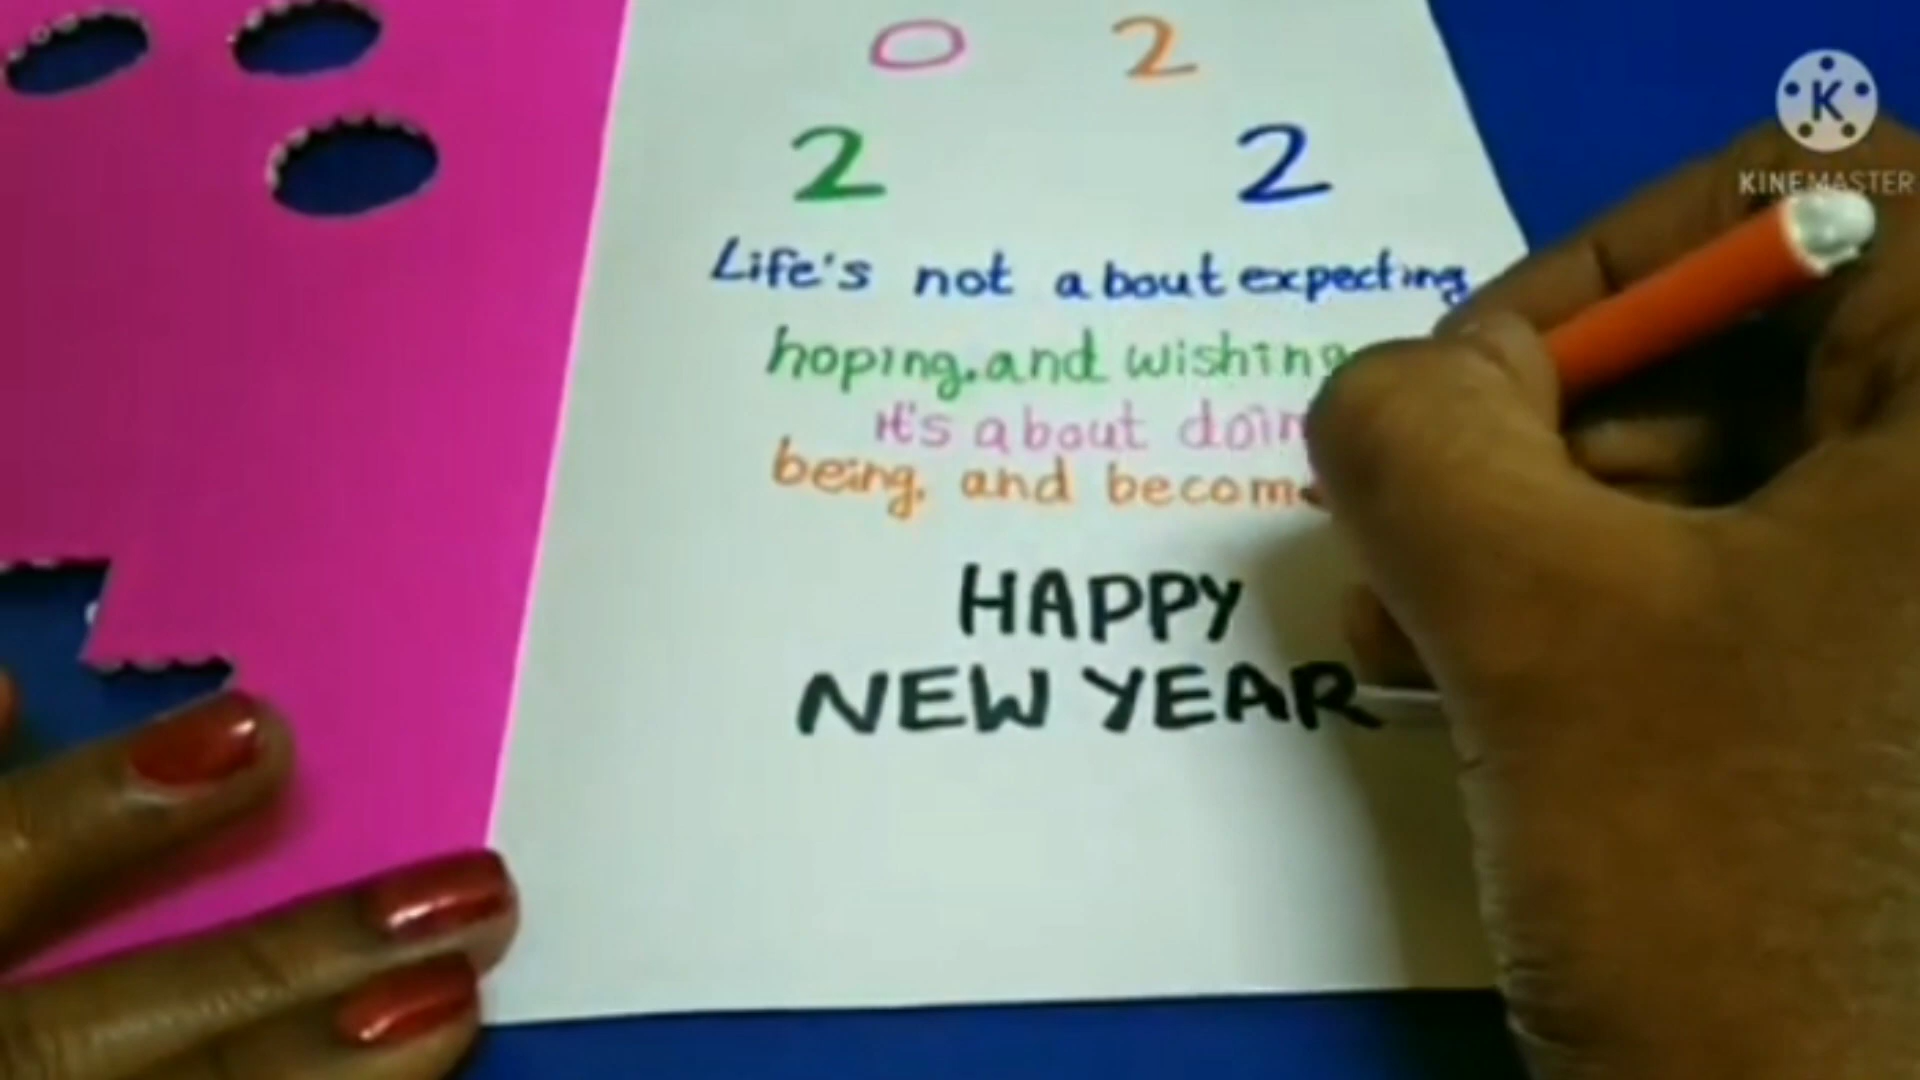 0 2
2 2
K
KINEMASTER
Life's not about expecting
hoping, and wishing
it's about
being, and
HAPPY
NEW YEAR